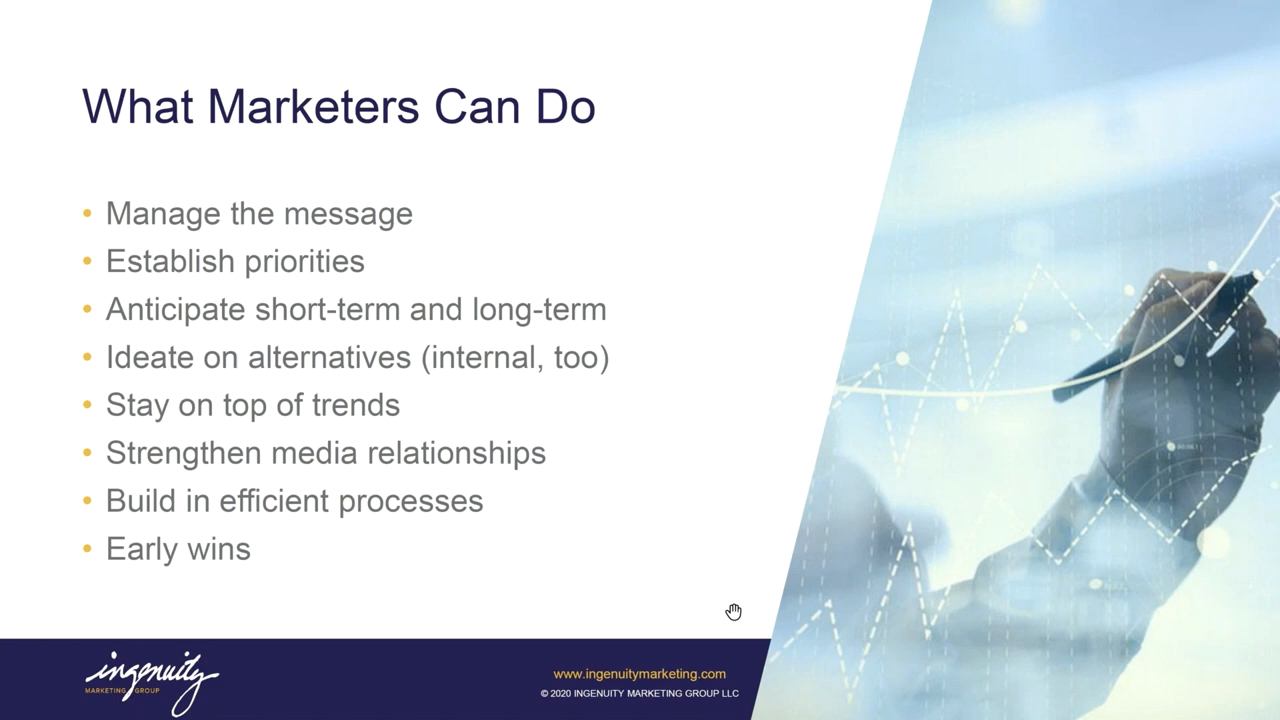 What Marketers Can Do
• Manage the message
• Establish priorities
• Anticipate short-term and long-term
• Ideate on alternatives (internal, too)
• Stay on top of trends
• Strengthen media relationships
• Build in efficient processes
• Early wins
ingenuity
MARKETING GROUP
www.ingenuitymarketing.com
© 2020 INGENUITY MARKETING GROUP LLC